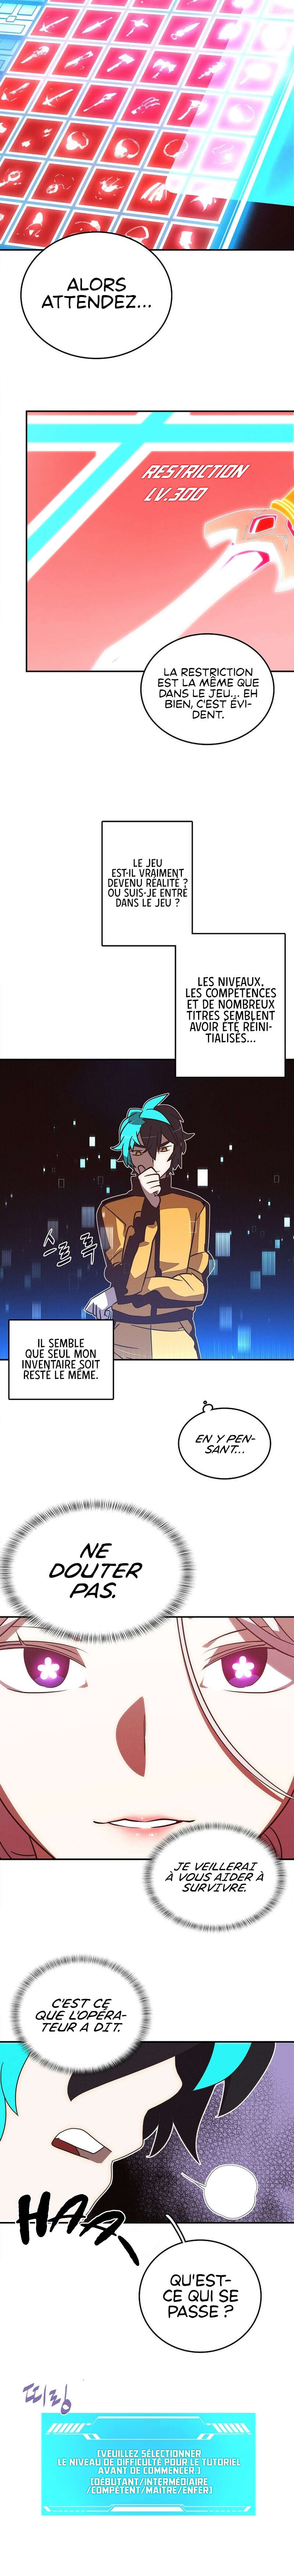 ALORS
ATTENDEZ...
RESTRICTION
LV.300
LA RESTRICTION
EST LA MÊME QUE
DANS LE JEU... EH
BIEN, C'EST ÉVI-
DENT.
LE JEU
EST-IL VRAIMENT
DEVENU RÉALITÉ ?
OU SUIS-JE ENTRÉ
DANS LE JEU ?
LES NIVEAUX,
LES COMPÉTENCES
ET DE NOMBREUX
TITRES SEMBLENT
AVOIR ÉTÉ RÉINI-
TIALISÉS...
스윽
IL SEMBLE
QUE SEUL MON
INVENTAIRE SOIT
RESTÉ LE MÊME.
EN Y PEN-
SANT...
NE
DOUTER
PAS.
JE VEILLERAI
À VOUS AIDER À
SURVIVRE.
C'EST CE
QUE L'OPÉRA-
TEUR A DIT.
HAA
QU'EST-
CE QUI SE
PASSE ?
띠링
[VEUILLEZ SÉLECTIONNER
LE NIVEAU DE DIFFICULTÉ POUR LE TUTORIEL
AVANT DE COMMENCER.]
[DÉBUTANT/INTERMÉDIAIRE
/COMPÉTENT/MAÎTRE/ENFER]